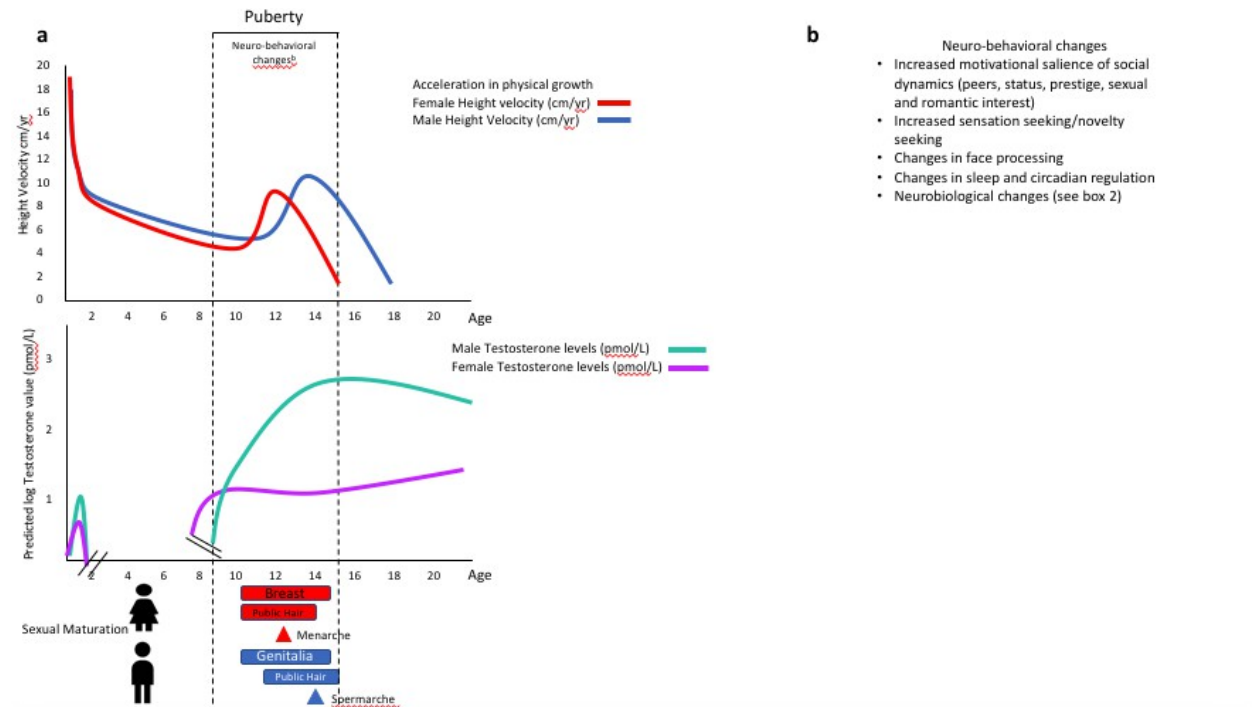 Puberty
a
Neuro-behavioral
changesᵇ
20
18
16
14
12
10
8
6
4
2
0
Height Velocity cm/yr
Acceleration in physical growth
Female Height velocity (cm/yr)
Male Height Velocity (cm/yr)
2 4 6 8 10 12 14 16 18 20 Age
3
2
1
Predicted log Testosterone value (pmol/L)
Male Testosterone levels (pmol/L)
Female Testosterone levels (pmol/L)
2 4 6 8 10 12 14 16 18 20 Age
Sexual Maturation
Breast
Public Hair
Menarche
Genitalia
Public Hair
Spermarche
b
Neuro-behavioral changes
• Increased motivational salience of social
dynamics (peers, status, prestige, sexual
and romantic interest)
• Increased sensation seeking/novelty
seeking
• Changes in face processing
• Changes in sleep and circadian regulation
• Neurobiological changes (see box 2)